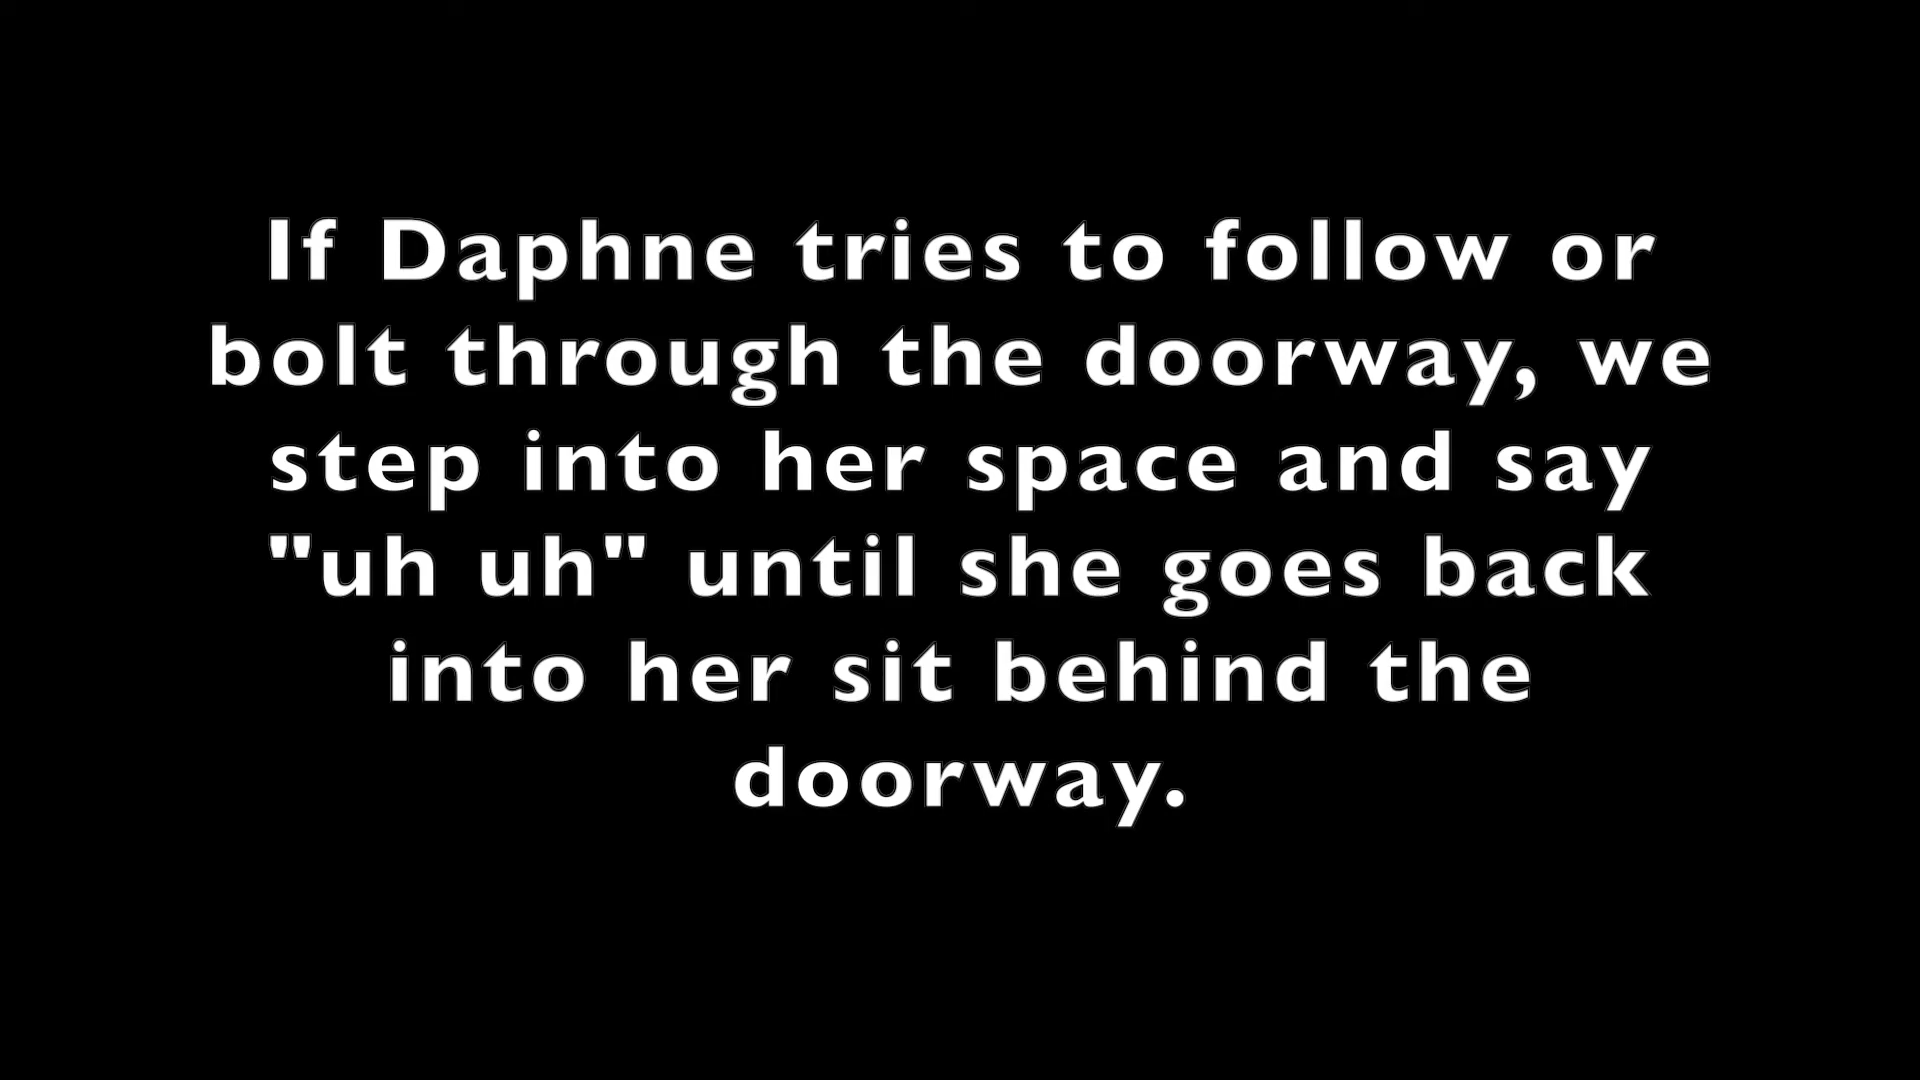 If Daphne tries to follow or
bolt through the doorway, we
step into her space and say
"uh uh" until she goes back
into her sit behind the
doorway.